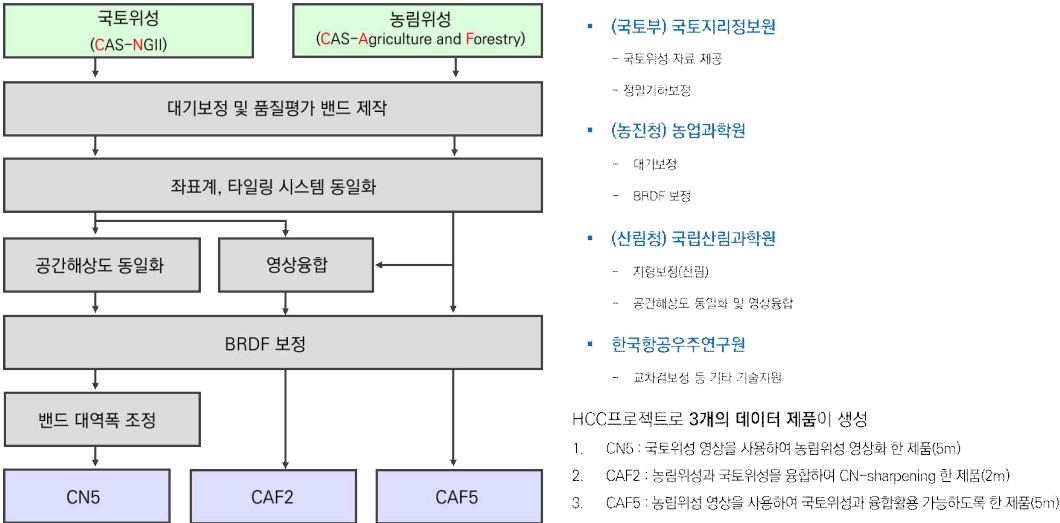 국토위성
(CAS-NGII)
농림위성
(CAS-Agriculture and Forestry)
대기보정 및 품질평가 밴드 제작
좌표계, 타일링 시스템 동일화
공간해상도 동일화
영상융합
BRDF 보정
밴드 대역폭 조정
CN5
CAF2
CAF5
▪ (국토부) 국토지리정보원
- 국토위성 자료 제공
- 정밀기하보정
▪ (농진청) 농업과학원
- 대기보정
- BRDF 보정
▪ (산림청) 국립산림과학원
- 지형보정(산림)
- 공간해상도 동일화 및 영상융합
▪ 한국항공우주연구원
- 교차검보정 등 기타 기술지원
HCC프로젝트로 3개의 데이터 제품이 생성
1. CN5 : 국토위성 영상을 사용하여 농림위성 영상화 한 제품(5m)
2. CAF2 : 농림위성과 국토위성을 융합하여 CN-sharpening 한 제품(2m)
3. CAF5 : 농림위성 영상을 사용하여 국토위성과 융합활용 가능하도록 한 제품(5m)